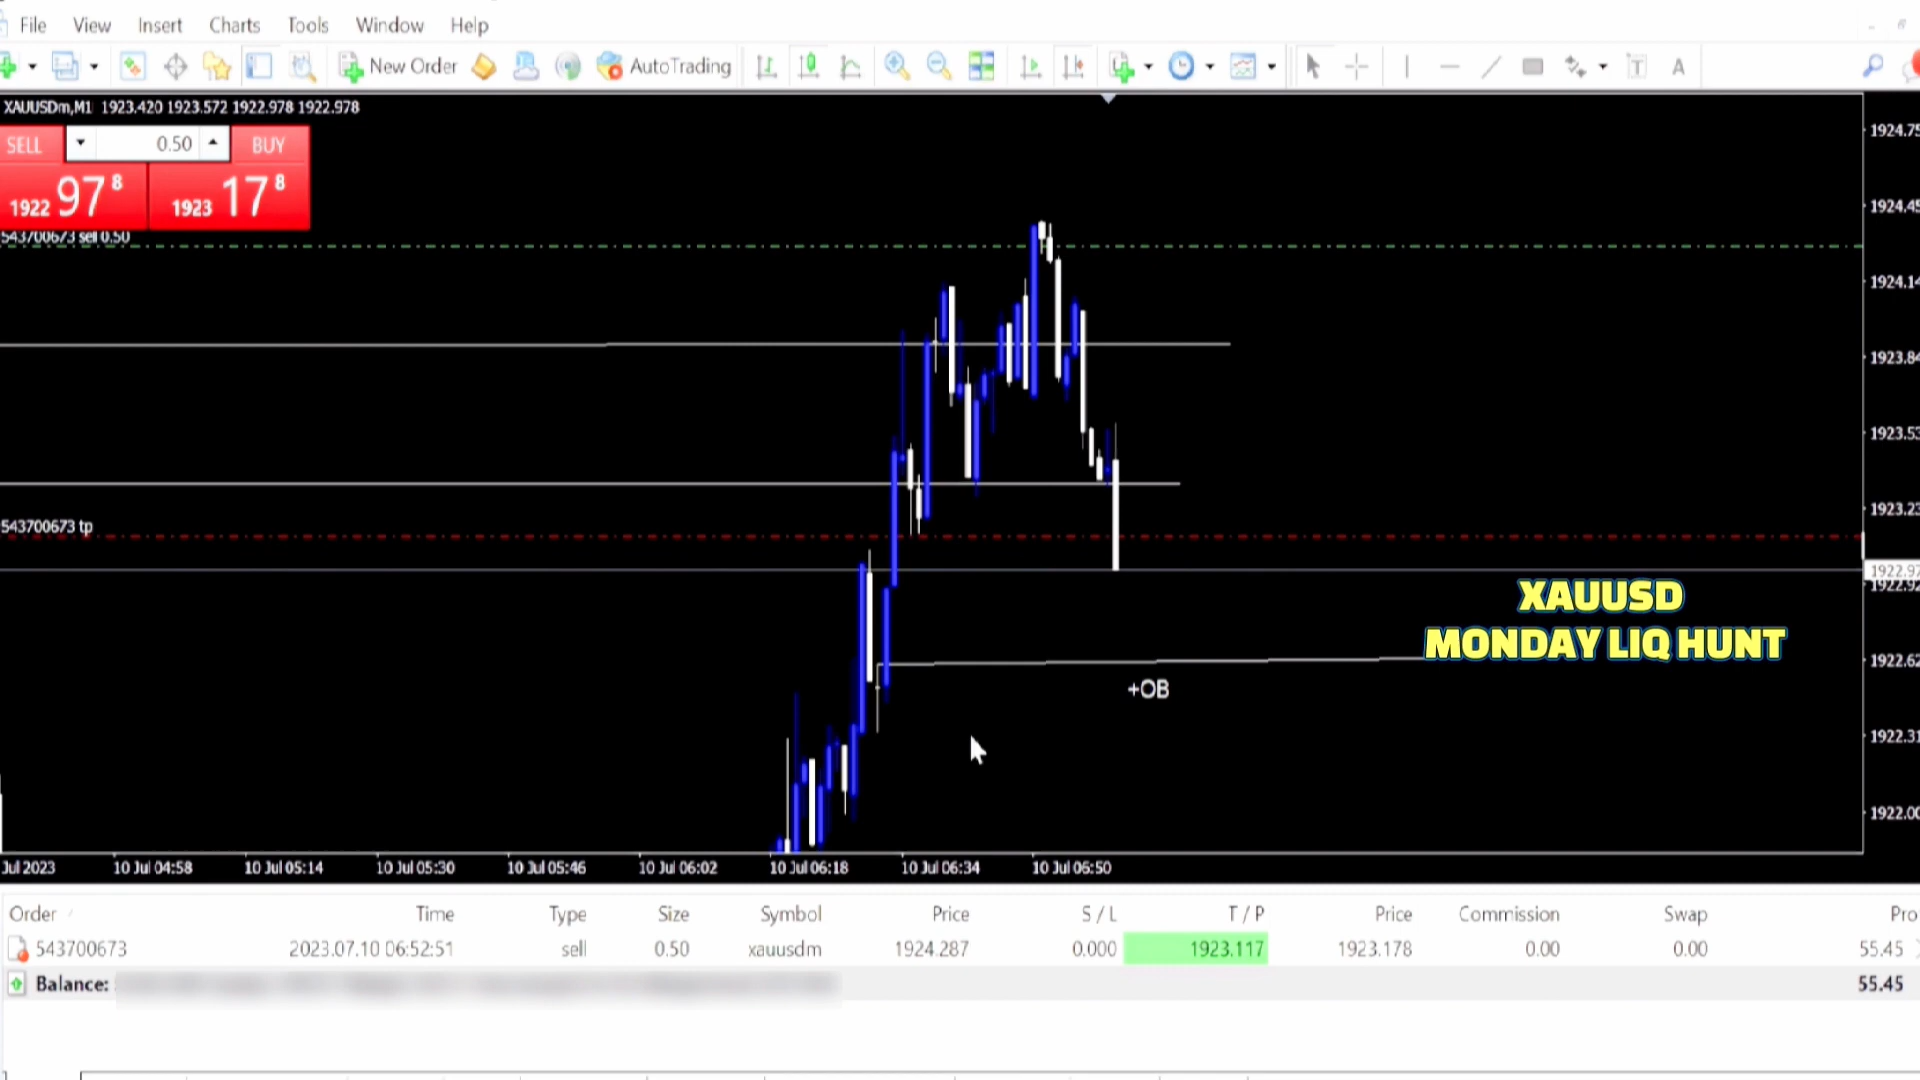 File View Insert Charts Tools Window Help
New Order AutoTrading
XAUUSDm,M1 1923.420 1923.572 1922.978 1922.978
SELL 0.50 BUY
1922 97 8 1923 17 8
543700673 sell 0.50
543700673 tp
1924.75
1924.45
1924.14
1923.84
1923.53
1923.23
1922.97
1922.92
1922.62
1922.31
1922.00
XAUUSD
MONDAY LIQ HUNT
+OB
Jul 2023 10 Jul 04:58 10 Jul 05:14 10 Jul 05:30 10 Jul 05:46 10 Jul 06:02 10 Jul 06:18 10 Jul 06:34 10 Jul 06:50
Order Time Type Size Symbol Price S / L T / P Price Commission Swap Pro
543700673 2023.07.10 06:52:51 sell 0.50 xauusdm 1924.287 0.000 1923.117 1923.178 0.00 0.00 55.45
Balance: 55.45